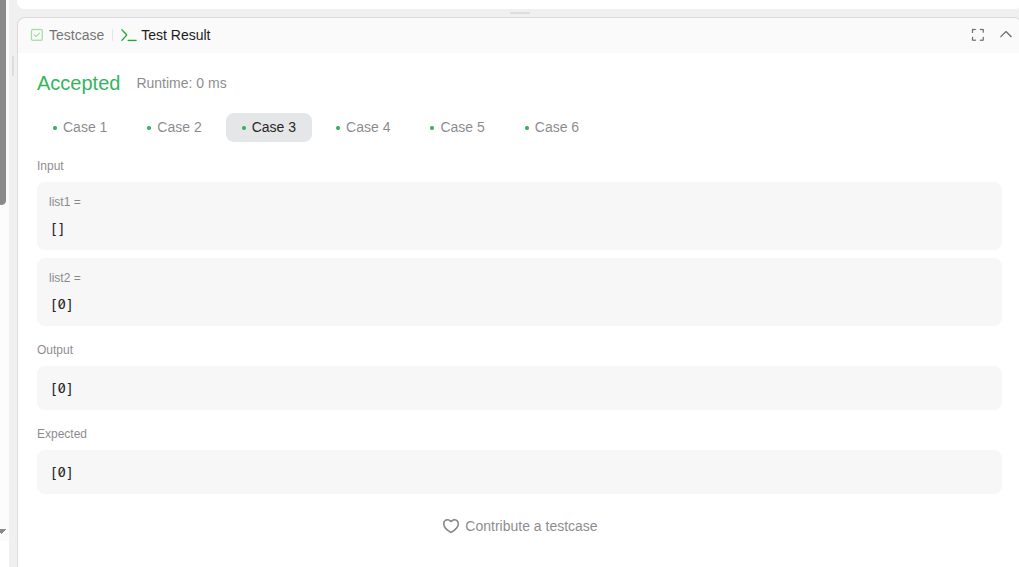 Testcase Test Result
Accepted Runtime: 0 ms
Case 1 Case 2 Case 3 Case 4 Case 5 Case 6
Input
list1 =
[]
list2 =
[0]
Output
[0]
Expected
[0]
Contribute a testcase